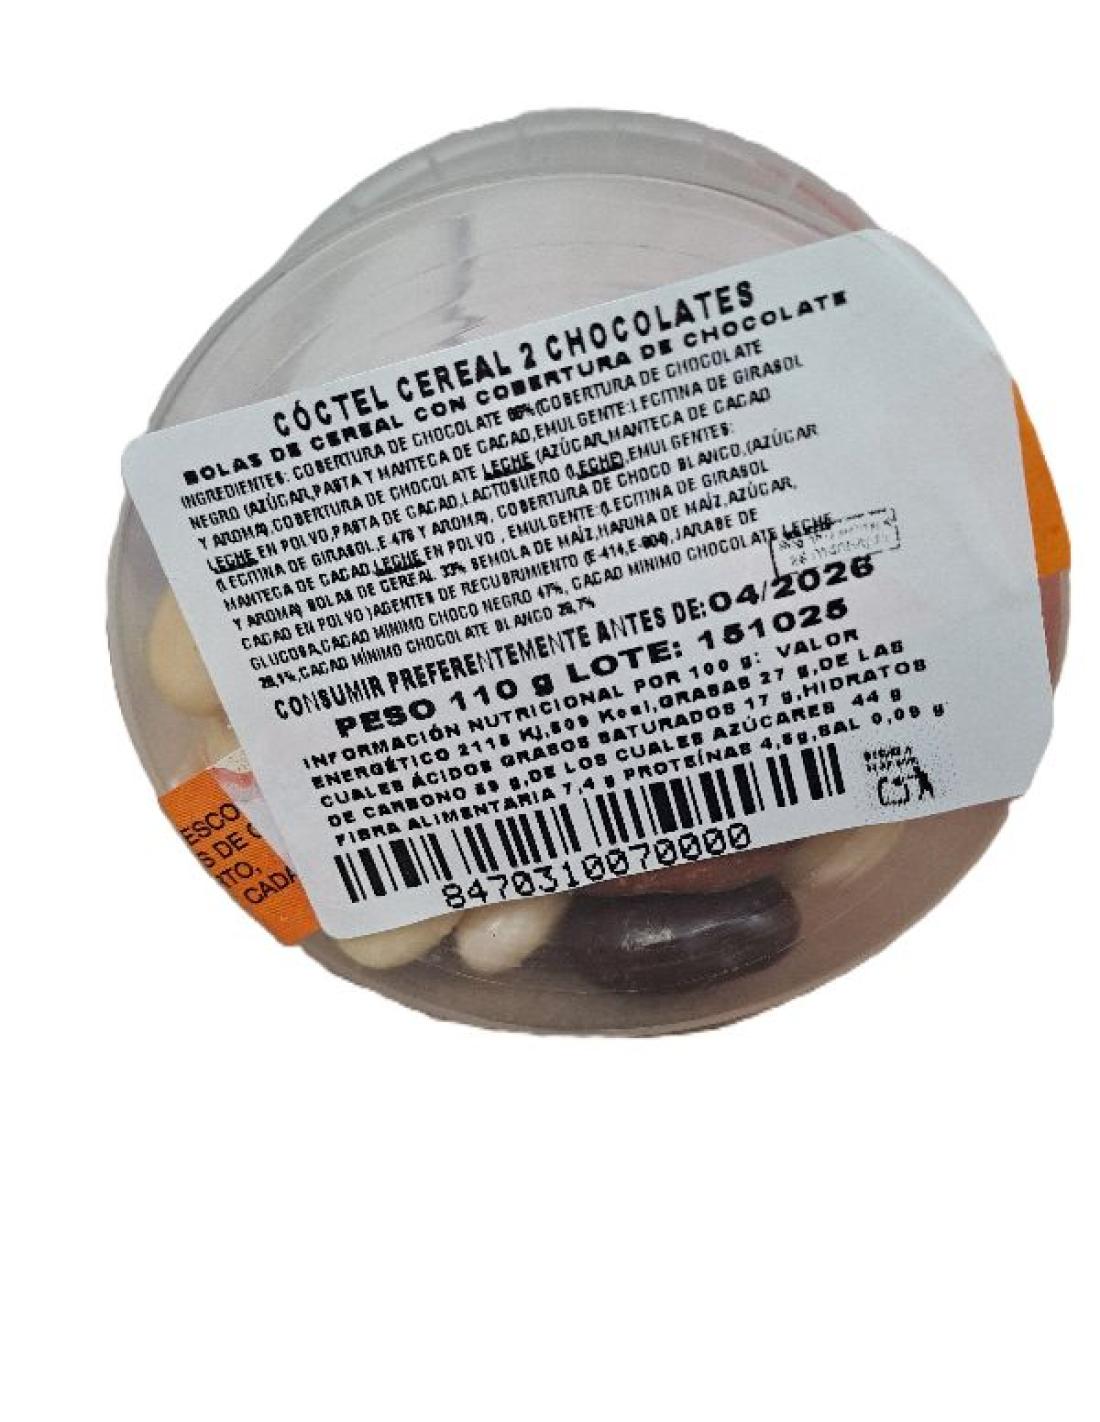 CÓCTEL CEREAL 2 CHOCOLATES
BOLAS DE CEREAL CON COBERTURA DE CHOCOLATE
INGREDIENTES: COBERTURA DE CHOCOLATE 66% (COBERTURA DE CHOCOLATE
NEGRO (AZÚCAR,PASTA Y MANTECA DE CACAO,EMULGENTE:LECITINA DE GIRASOL
Y AROMA),COBERTURA DE CHOCOLATE LECHE (AZÚCAR,MANTECA DE CACAO
LECHE EN POLVO,PASTA DE CACAO,LACTOSUERO (LECHE),EMULGENTES:
(LECITINA DE GIRASOL,E-476 Y AROMA), COBERTURA DE CHOCO BLANCO,(AZÚCAR
MANTECA DE CACAO,LECHE EN POLVO , EMULGENTE:(LECITINA DE GIRASOL
Y AROMA) BOLAS DE CEREAL 33% SEMOLA DE MAÍZ,HARINA DE MAÍZ,AZÚCAR,
CACAO EN POLVO )AGENTES DE RECUBRIMIENTO (E-414,E-904),JARABE DE
GLUCOSA,CACAO MINIMO CHOCO NEGRO 47%, CACAO MINIMO CHOCOLATE LECHE
28,1%,CACAO MÍNIMO CHOCOLATE BLANCO 26,7%
CONSUMIR PREFERENTEMENTE ANTES DE:04/2026
PESO 110 g LOTE: 151025
INFORMACIÓN NUTRICIONAL POR 100 g: VALOR
ENERGÉTICO 2115 KJ,509 Kcal,GRASAS 27 g,DE LAS
CUALES ÁCIDOS GRASOS SATURADOS 17 g,HIDRATOS
DE CARBONO 59 g,DE LOS CUALES AZÚCARES 44 g
FIBRA ALIMENTARIA 7,4 g PROTEÍNAS 4,5g,SAL 0,09 g
8470310070000
ESCO
S DE
TO,
CADA